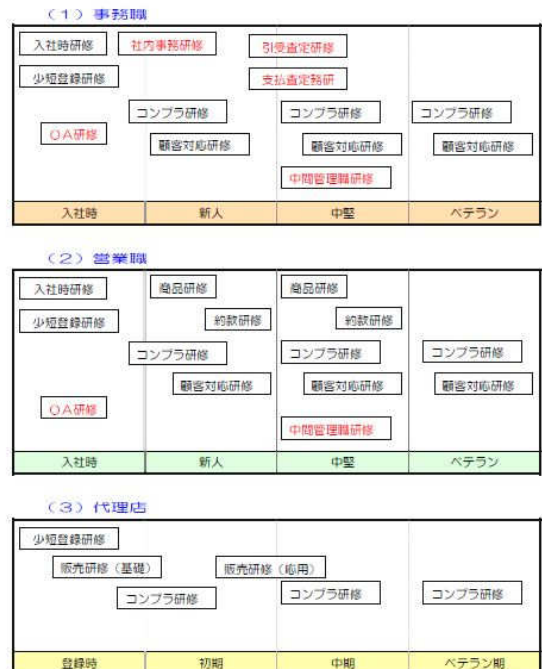 （１）事務職
入社時研修 社内事務研修 引受査定研修
少短登録研修 支払査定務研
コンプラ研修 コンプラ研修 コンプラ研修
ＯＡ研修 顧客対応研修 顧客対応研修 顧客対応研修
中間管理職研修
入社時 新人 中堅 ベテラン
（２）営業職
入社時研修 商品研修 商品研修
少短登録研修 約款研修 約款研修
コンプラ研修 コンプラ研修 コンプラ研修
顧客対応研修 顧客対応研修 顧客対応研修
ＯＡ研修
中間管理職研修
入社時 新人 中堅 ベテラン
（３）代理店
少短登録研修
販売研修（基礎） 販売研修（応用）
コンプラ研修 コンプラ研修 コンプラ研修
登録時 初期 中期 ベテラン期